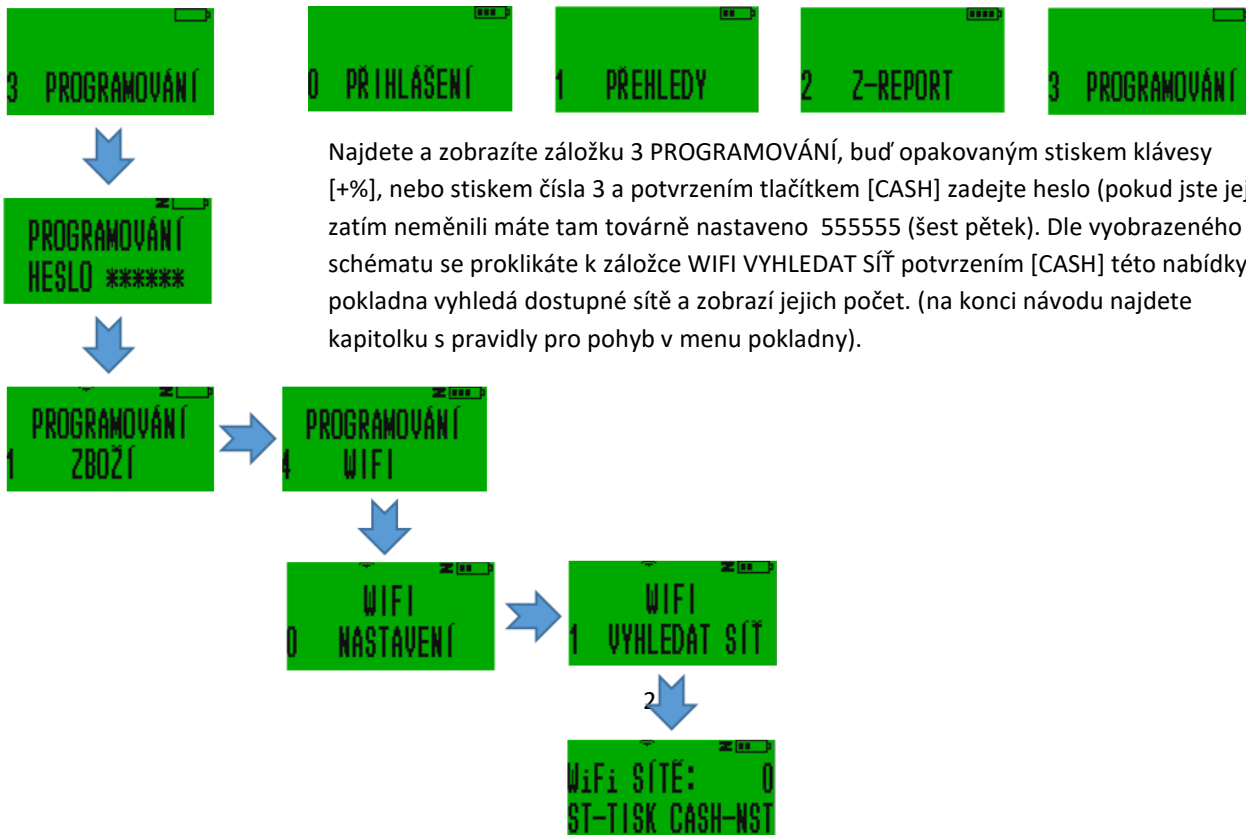 3 PROGRAMOVÁNÍ
0 PŘIHLÁŠENÍ
1 PŘEHLEDY
2 Z-REPORT
3 PROGRAMOVÁNÍ
Najdete a zobrazíte záložku 3 PROGRAMOVÁNÍ, buď opakovaným stiskem klávesy
[+%], nebo stiskem čísla 3 a potvrzením tlačítkem [CASH] zadejte heslo (pokud jste jej
zatím neměnili máte tam továrně nastaveno 555555 (šest pětek). Dle vyobrazeného
schématu se proklikáte k záložce WIFI VYHLEDAT SÍŤ potvrzením [CASH] této nabídky
pokladna vyhledá dostupné sítě a zobrazí jejich počet. (na konci návodu najdete
kapitolku s pravidly pro pohyb v menu pokladny).
N
PROGRAMOVÁNÍ
HESLO ******
N
PROGRAMOVÁNÍ
1 ZBOŽÍ
N
PROGRAMOVÁNÍ
4 WIFI
N
WIFI
0 NASTAVENÍ
N
WIFI
1 VYHLEDAT SÍŤ
2
N
WiFi SÍTĚ: 0
ST-TISK CASH-NST